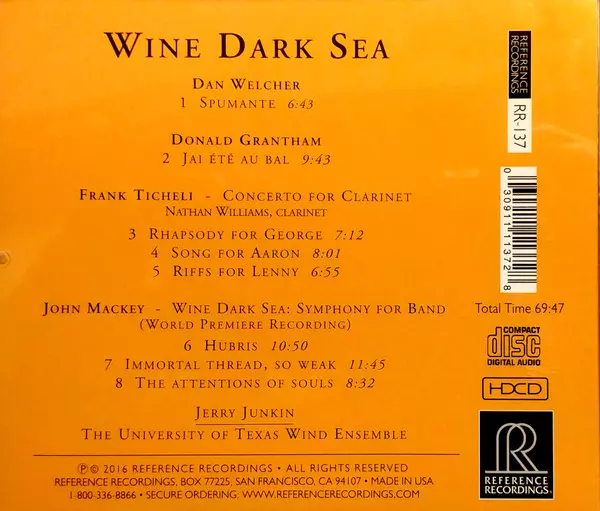 WINE DARK SEA
DAN WELCHER
1 SPUMANTE 6:43
DONALD GRANTHAM
2 JAI ÉTÉ AU BAL 9:43
FRANK TICHELI - CONCERTO FOR CLARINET
NATHAN WILLIAMS, CLARINET
3 RHAPSODY FOR GEORGE 7:12
4 SONG FOR AARON 8:01
5 RIFFS FOR LENNY 6:55
JOHN MACKEY - WINE DARK SEA: SYMPHONY FOR BAND
(WORLD PREMIERE RECORDING)
6 HUBRIS 10:50
7 IMMORTAL THREAD, SO WEAK 11:45
8 THE ATTENTIONS OF SOULS 8:32
JERRY JUNKIN
THE UNIVERSITY OF TEXAS WIND ENSEMBLE
℗ © 2016 REFERENCE RECORDINGS • ALL RIGHTS RESERVED
REFERENCE RECORDINGS, BOX 77225, SAN FRANCISCO, CA 94107 • MADE IN USA
1-800-336-8866 • SECURE ORDERING: WWW.REFERENCERECORDINGS.COM
REFERENCE
RECORDINGS
RR-137
0 30911 11372 8
Total Time 69:47
COMPACT
disc
DIGITAL AUDIO
HDCD
R
REFERENCE
RECORDINGS®